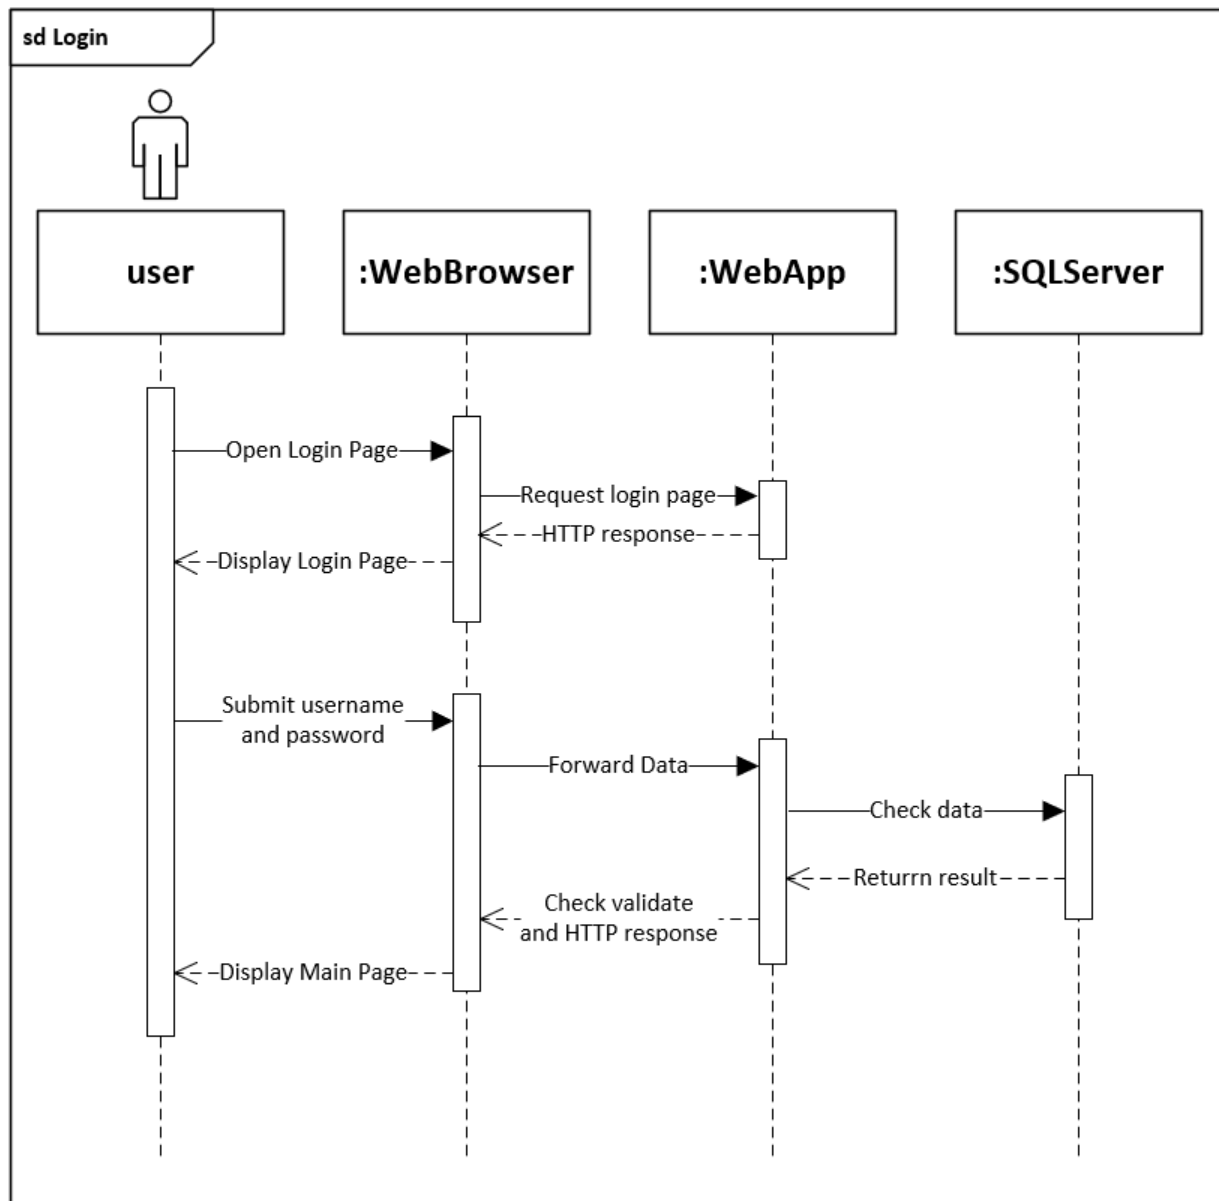 sd Login
user
:WebBrowser
:WebApp
:SQLServer
Open Login Page
Request login page
HTTP response
Display Login Page
Submit username
and password
Forward Data
Check data
Returrn result
Check validate
and HTTP response
Display Main Page